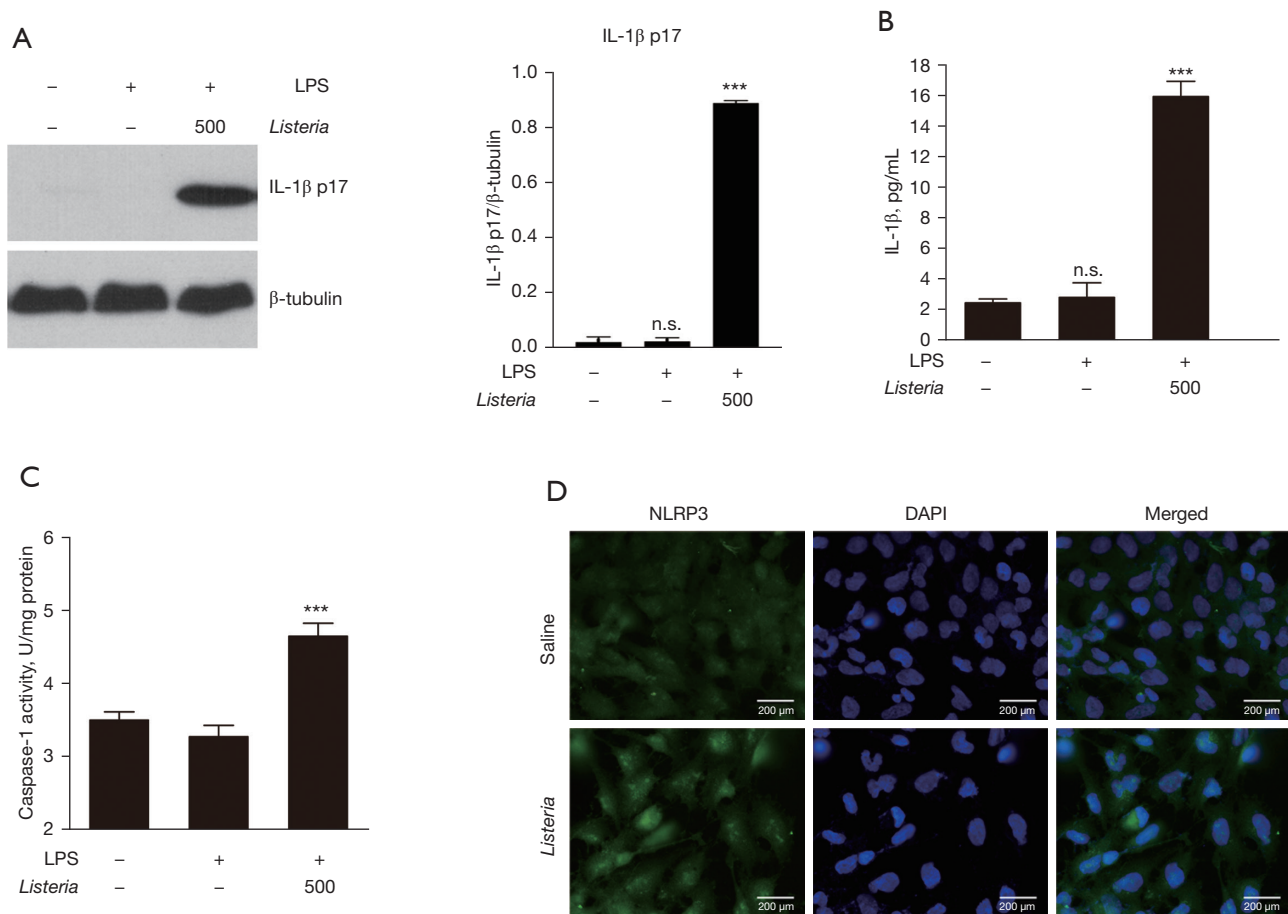 A
– + + LPS
– – 500 Listeria
IL-1β p17
β-tubulin
IL-1β p17
IL-1β p17/β-tubulin
1.0
0.8
0.6
0.4
0.2
0.0
n.s.
***
LPS – + +
Listeria – – 500
B
IL-1β, pg/mL
18
16
14
12
10
8
6
4
2
0
n.s.
***
LPS – + +
Listeria – – 500
C
Caspase-1 activity, U/mg protein
6
5
4
3
2
***
LPS – + +
Listeria – – 500
D
NLRP3 DAPI Merged
Saline
200 μm 200 μm 200 μm
Listeria
200 μm 200 μm 200 μm